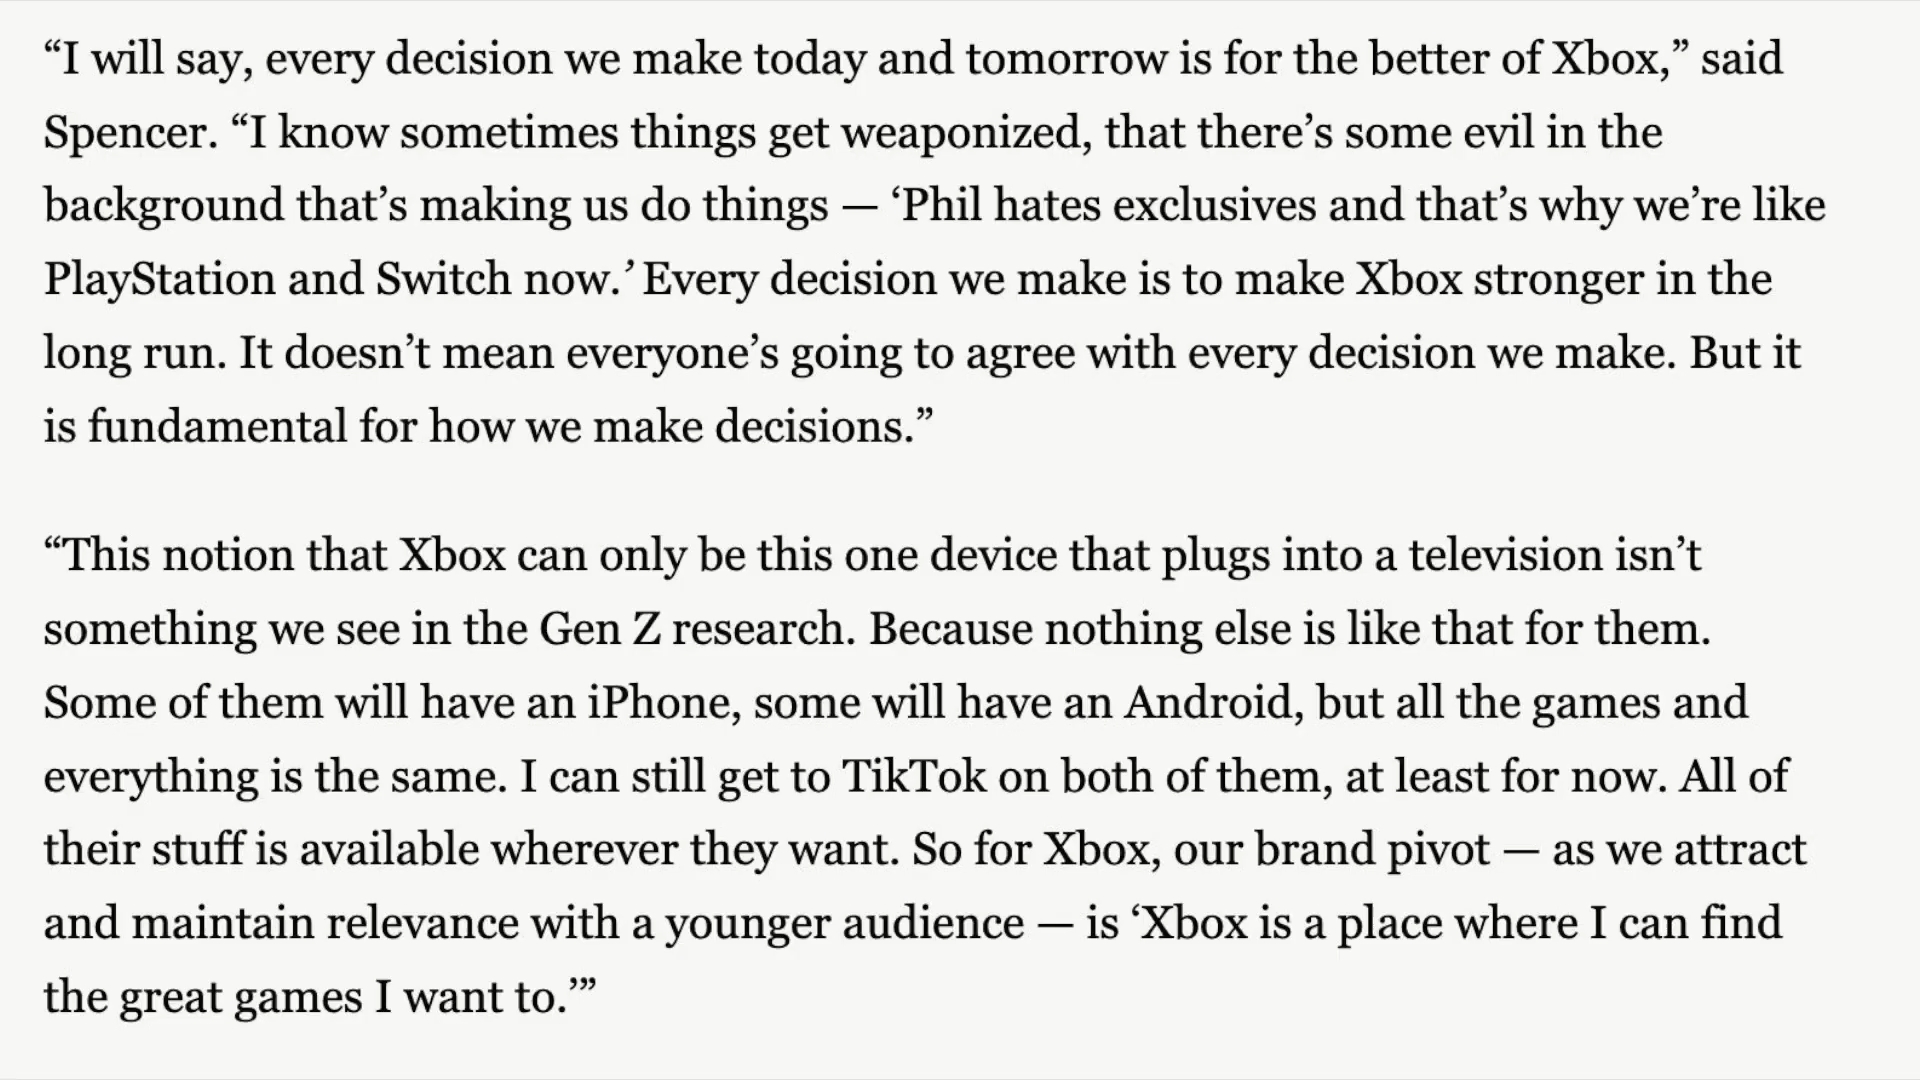 “I will say, every decision we make today and tomorrow is for the better of Xbox,” said
Spencer. “I know sometimes things get weaponized, that there’s some evil in the
background that’s making us do things — ‘Phil hates exclusives and that’s why we’re like
PlayStation and Switch now.’ Every decision we make is to make Xbox stronger in the
long run. It doesn’t mean everyone’s going to agree with every decision we make. But it
is fundamental for how we make decisions.”
“This notion that Xbox can only be this one device that plugs into a television isn’t
something we see in the Gen Z research. Because nothing else is like that for them.
Some of them will have an iPhone, some will have an Android, but all the games and
everything is the same. I can still get to TikTok on both of them, at least for now. All of
their stuff is available wherever they want. So for Xbox, our brand pivot — as we attract
and maintain relevance with a younger audience — is ‘Xbox is a place where I can find
the great games I want to.’”